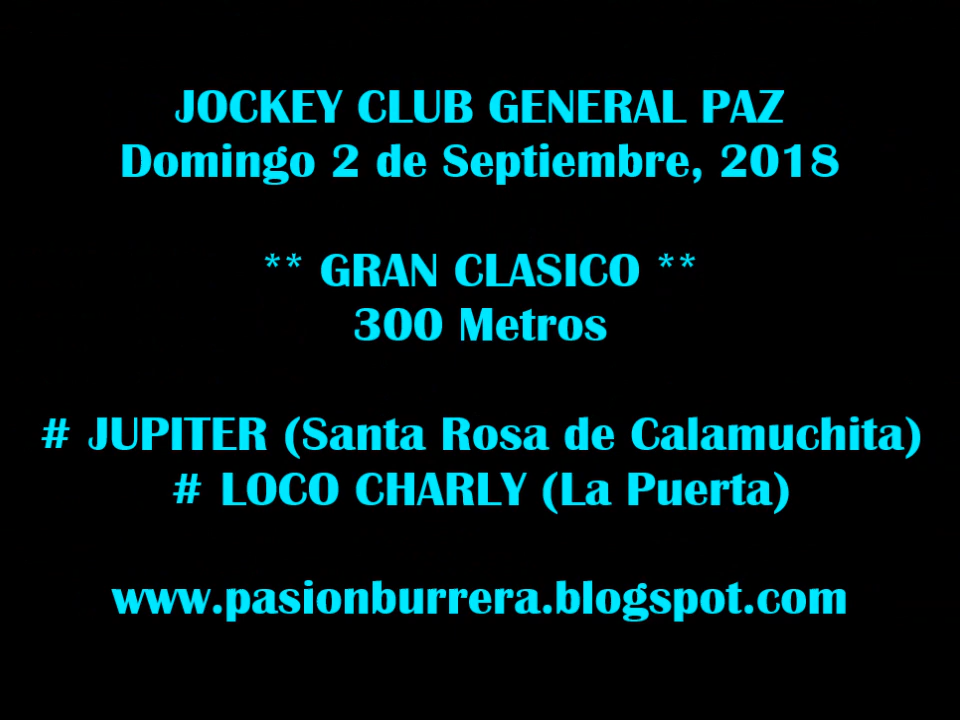 JOCKEY CLUB GENERAL PAZ
Domingo 2 de Septiembre, 2018
** GRAN CLASICO **
300 Metros
# JUPITER (Santa Rosa de Calamuchita)
# LOCO CHARLY (La Puerta)
www.pasionburrera.blogspot.com